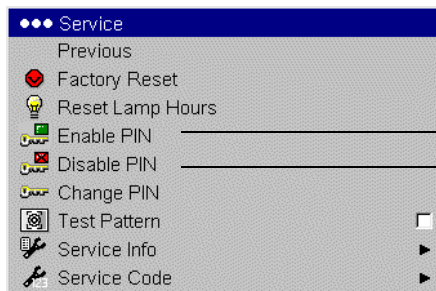 Service
Previous
Factory Reset
Reset Lamp Hours
Enable PIN
Disable PIN
Change PIN
Test Pattern
Service Info
Service Code